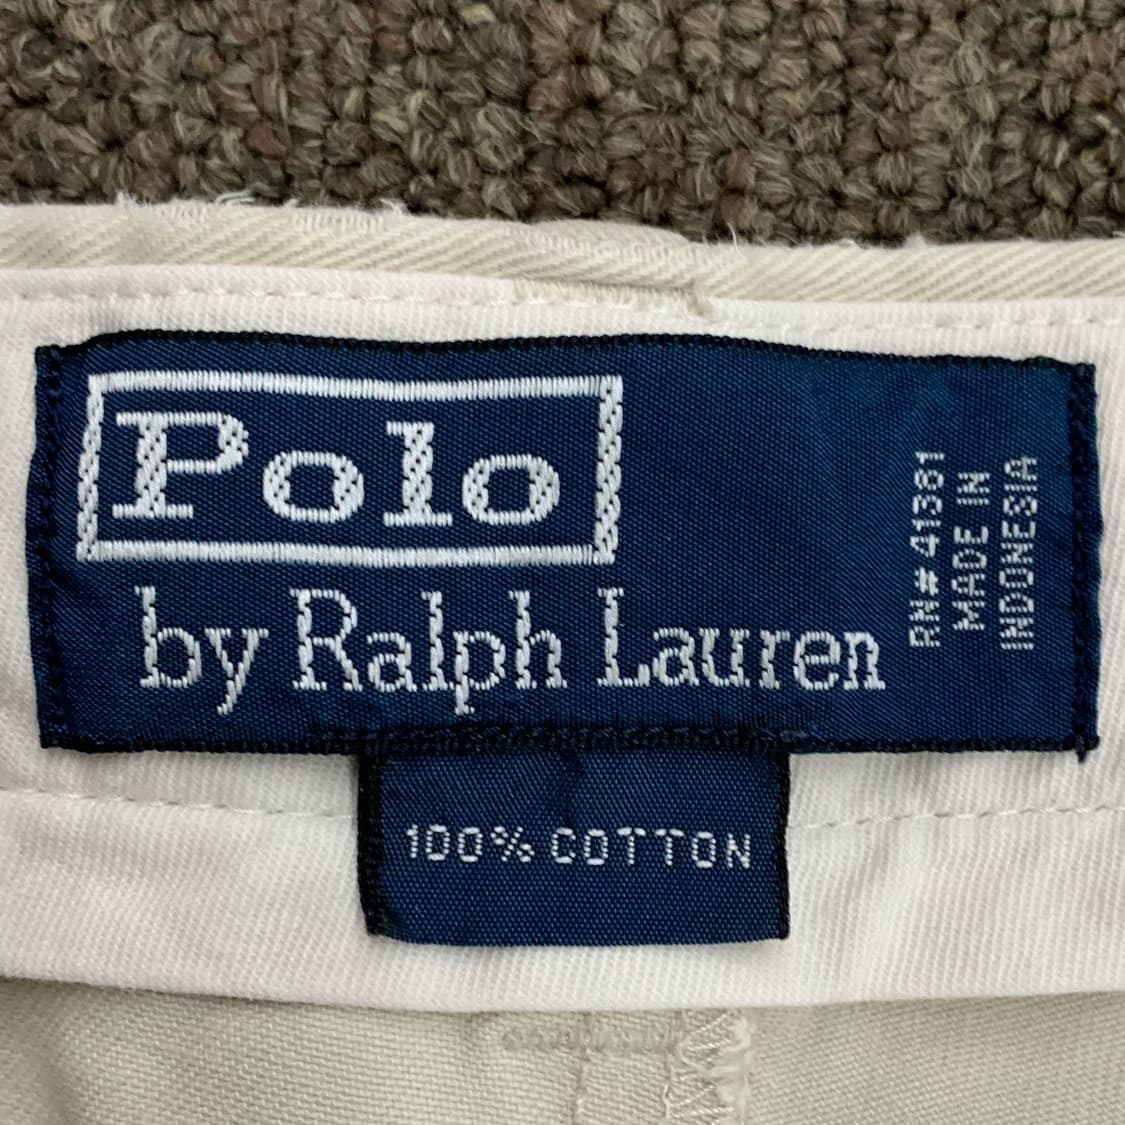 Polo
by Ralph Lauren
RN# 41381
MADE IN
INDONESIA
100% COTTON